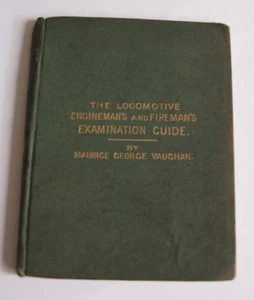 THE LOCOMOTIVE
ENGINEMAN'S AND FIREMAN'S
EXAMINATION GUIDE.
BY
MAURICE GEORGE VAUGHAN.